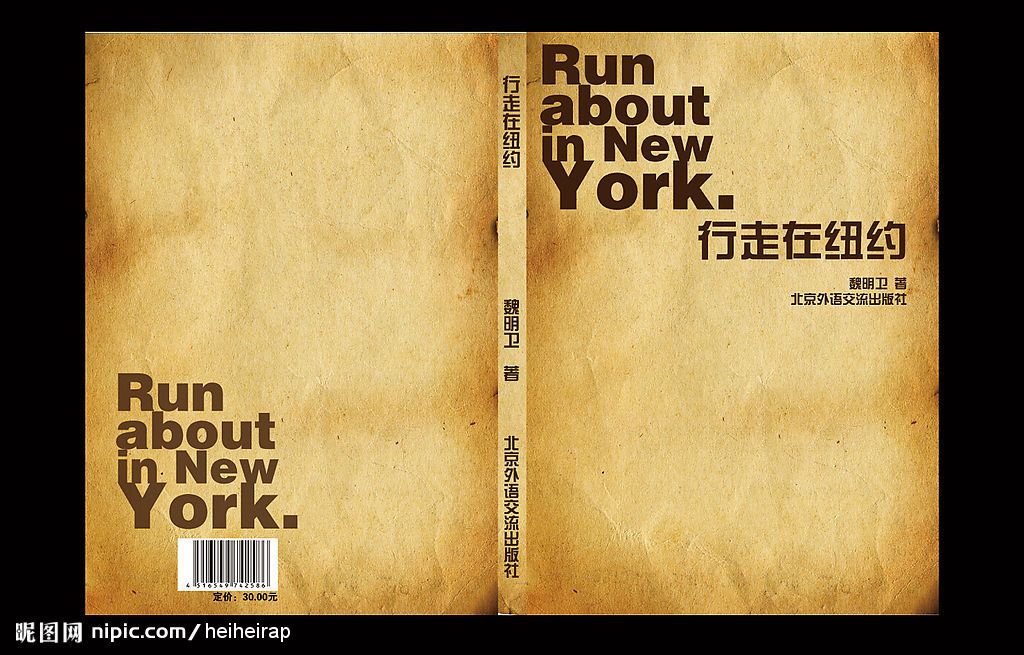 Run
about
in New
York.
行走在纽约
魏明卫 著
北京外语交流出版社
行走在纽约
魏明卫 著
北京外语交流出版社
Run
about
in New
York.
4 516549 742586
定价：30.00元
昵图网 nipic.com/heiheirap